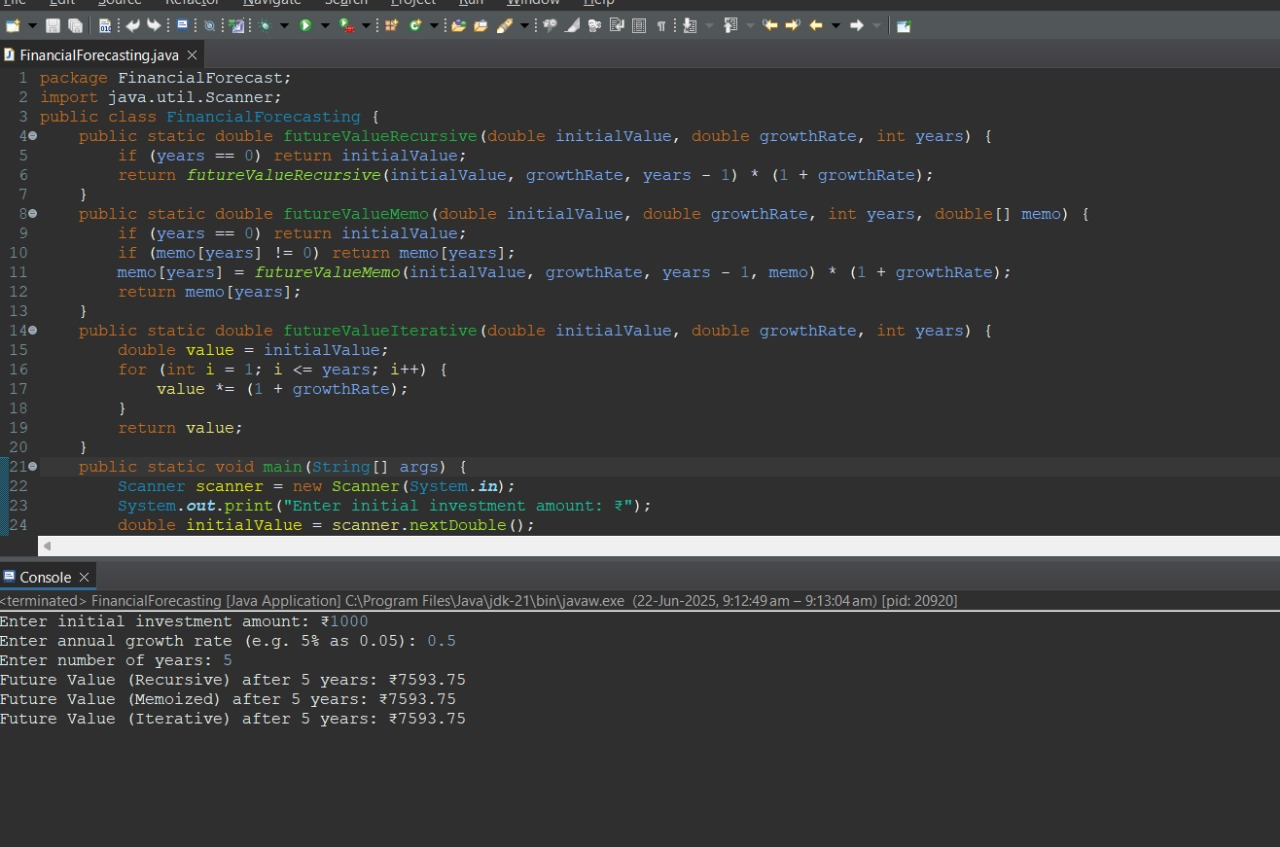 File Edit Source Refactor Navigate Search Project Run Window Help
FinancialForecasting.java
1 package FinancialForecast;
2 import java.util.Scanner;
3 public class FinancialForecasting {
4 public static double futureValueRecursive(double initialValue, double growthRate, int years) {
5 if (years == 0) return initialValue;
6 return futureValueRecursive(initialValue, growthRate, years - 1) * (1 + growthRate);
7 }
8 public static double futureValueMemo(double initialValue, double growthRate, int years, double[] memo) {
9 if (years == 0) return initialValue;
10 if (memo[years] != 0) return memo[years];
11 memo[years] = futureValueMemo(initialValue, growthRate, years - 1, memo) * (1 + growthRate);
12 return memo[years];
13 }
14 public static double futureValueIterative(double initialValue, double growthRate, int years) {
15 double value = initialValue;
16 for (int i = 1; i <= years; i++) {
17 value *= (1 + growthRate);
18 }
19 return value;
20 }
21 public static void main(String[] args) {
22 Scanner scanner = new Scanner(System.in);
23 System.out.print("Enter initial investment amount: ₹");
24 double initialValue = scanner.nextDouble();
Console
<terminated> FinancialForecasting [Java Application] C:\Program Files\Java\jdk-21\bin\javaw.exe (22-Jun-2025, 9:12:49 am – 9:13:04 am) [pid: 20920]
Enter initial investment amount: ₹1000
Enter annual growth rate (e.g. 5% as 0.05): 0.5
Enter number of years: 5
Future Value (Recursive) after 5 years: ₹7593.75
Future Value (Memoized) after 5 years: ₹7593.75
Future Value (Iterative) after 5 years: ₹7593.75